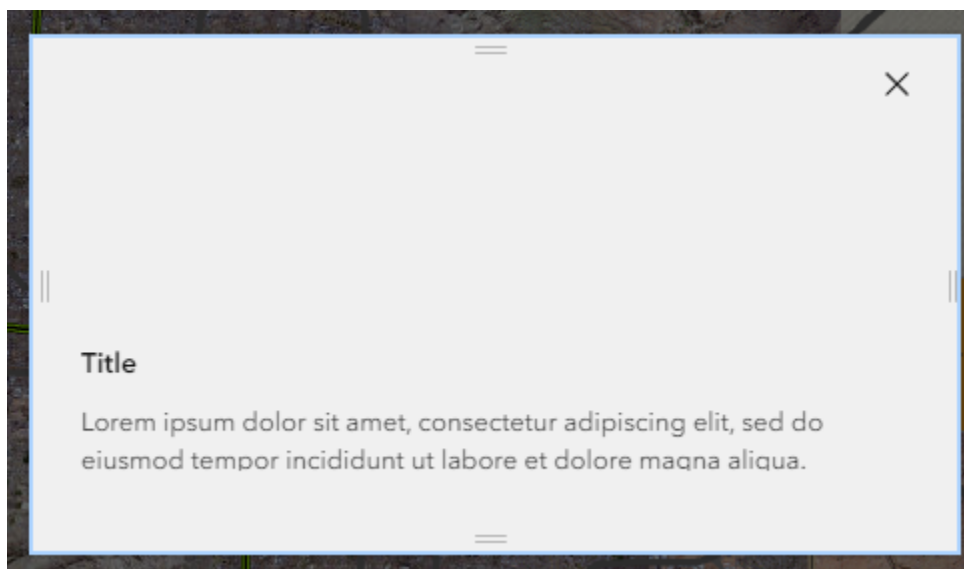 Title
Lorem ipsum dolor sit amet, consectetur adipiscing elit, sed do
eiusmod tempor incididunt ut labore et dolore magna aliqua.